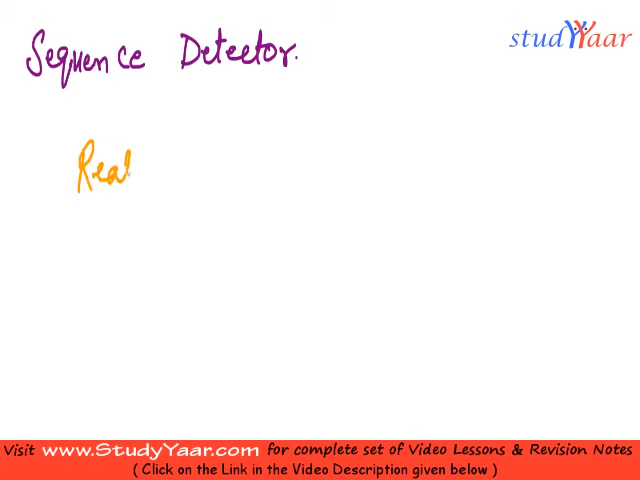 Sequence Detector.
studYYaar
Visit www.StudyYaar.com for complete set of Video Lessons & Revision Notes
( Click on the Link in the Video Description given below )